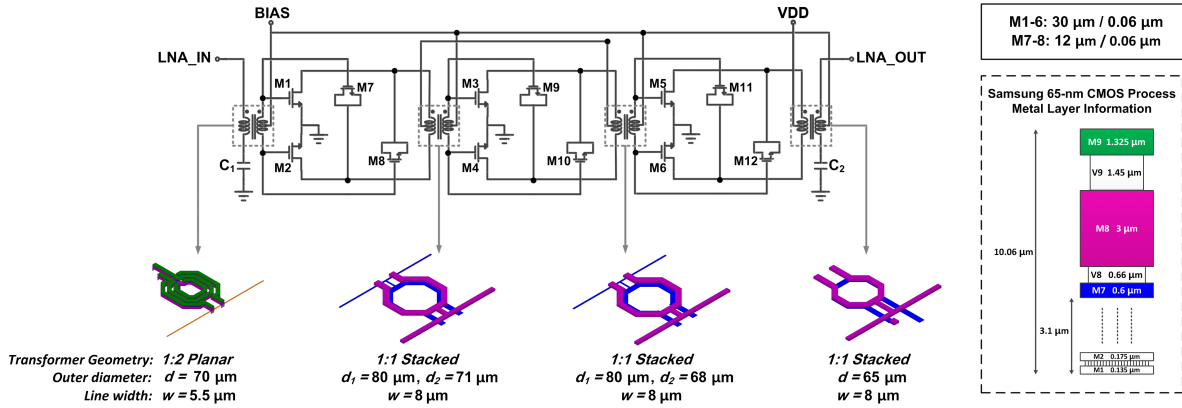 BIAS
VDD
LNA_IN
LNA_OUT
M1
M7
M3
M9
M5
M11
M8
M10
M12
C1
M2
M4
M6
C2
Transformer Geometry: 1:2 Planar 1:1 Stacked 1:1 Stacked 1:1 Stacked
Outer diameter: d = 70 μm d1 = 80 μm, d2 = 71 μm d1 = 80 μm, d2 = 68 μm d = 65 μm
Line width: w = 5.5 μm w = 8 μm w = 8 μm w = 8 μm
M1-6: 30 μm / 0.06 μm
M7-8: 12 μm / 0.06 μm
Samsung 65-nm CMOS Process
Metal Layer Information
M9 1.325 μm
V9 1.45 μm
M8 3 μm
10.06 μm
V8 0.66 μm
M7 0.6 μm
3.1 μm
M2 0.175 μm
M1 0.135 μm